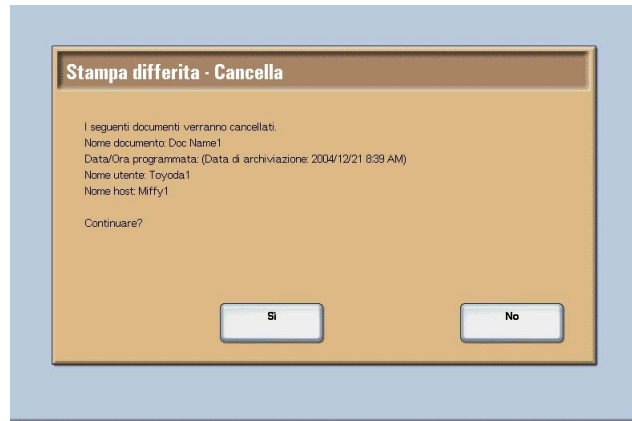 Stampa differita - Cancella
I seguenti documenti verranno cancellati.
Nome documento: Doc Name1
Data/Ora programmata: (Data di archiviazione: 2004/12/21 8:39 AM)
Nome utente: Toyoda1
Nome host: Miffy1
Continuare?
Sì
No